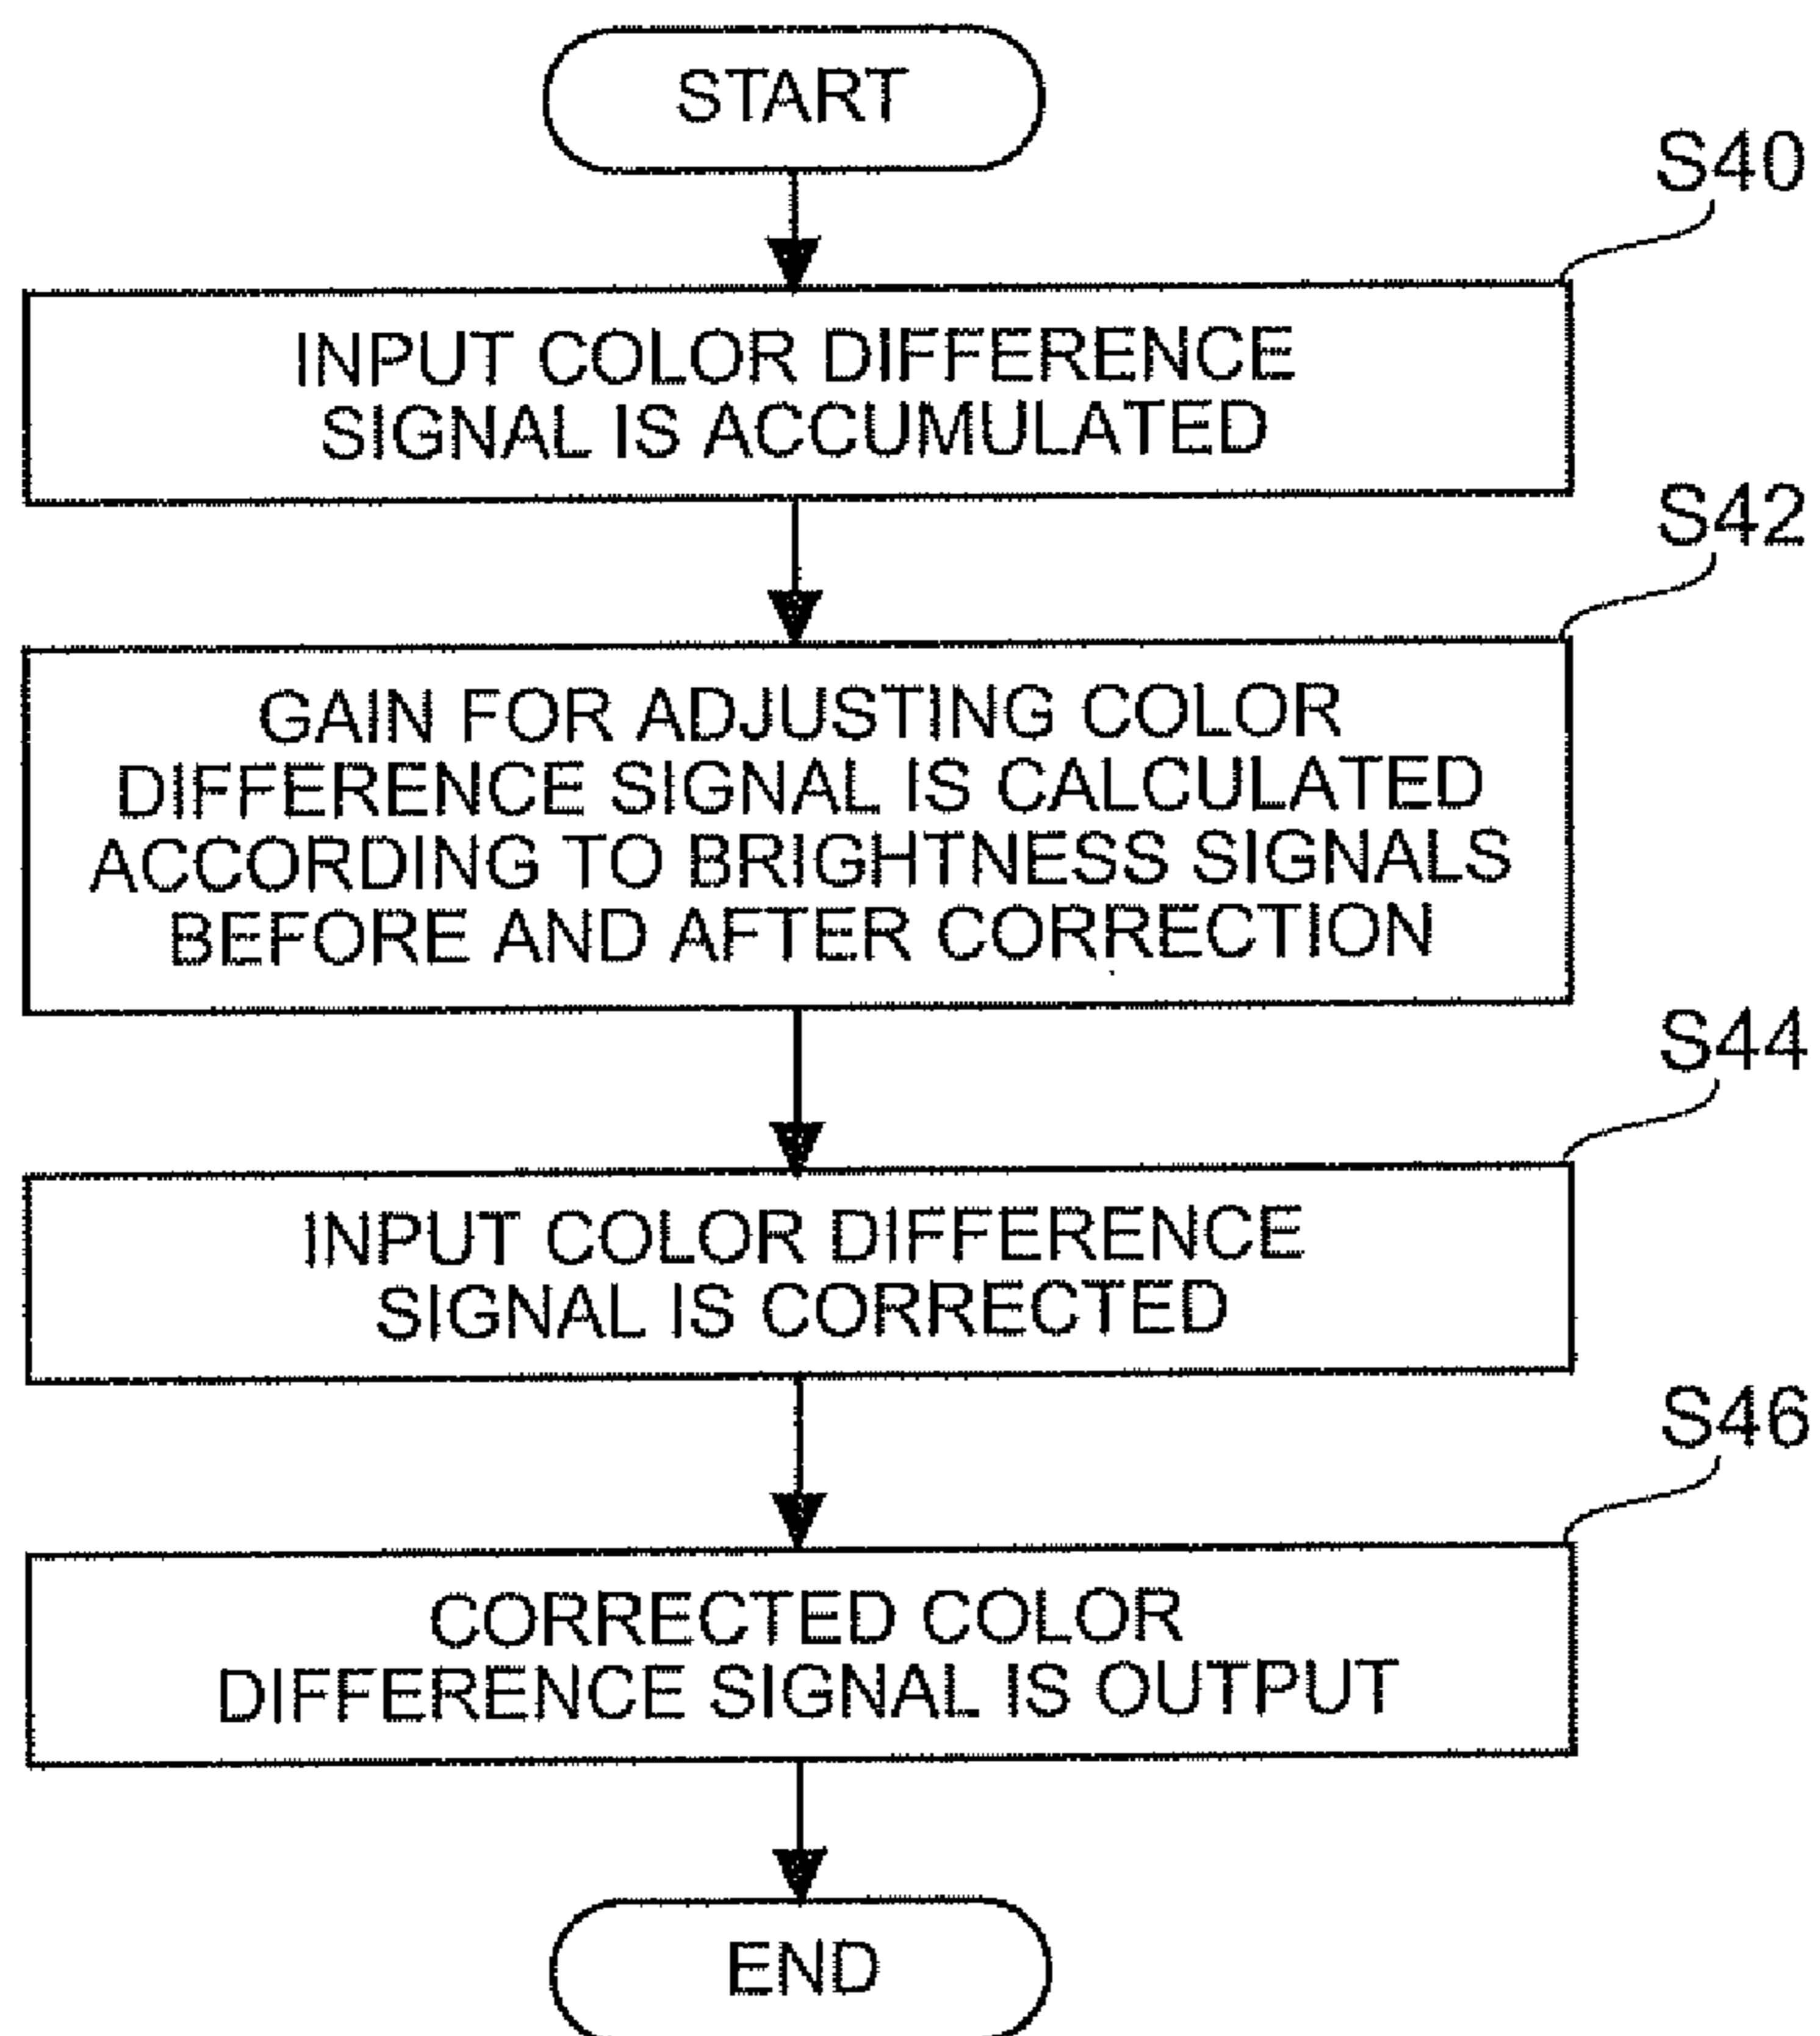 START
S40
INPUT COLOR DIFFERENCE
SIGNAL IS ACCUMULATED
S42
GAIN FOR ADJUSTING COLOR
DIFFERENCE SIGNAL IS CALCULATED
ACCORDING TO BRIGHTNESS SIGNALS
BEFORE AND AFTER CORRECTION
S44
INPUT COLOR DIFFERENCE
SIGNAL IS CORRECTED
S46
CORRECTED COLOR
DIFFERENCE SIGNAL IS OUTPUT
END